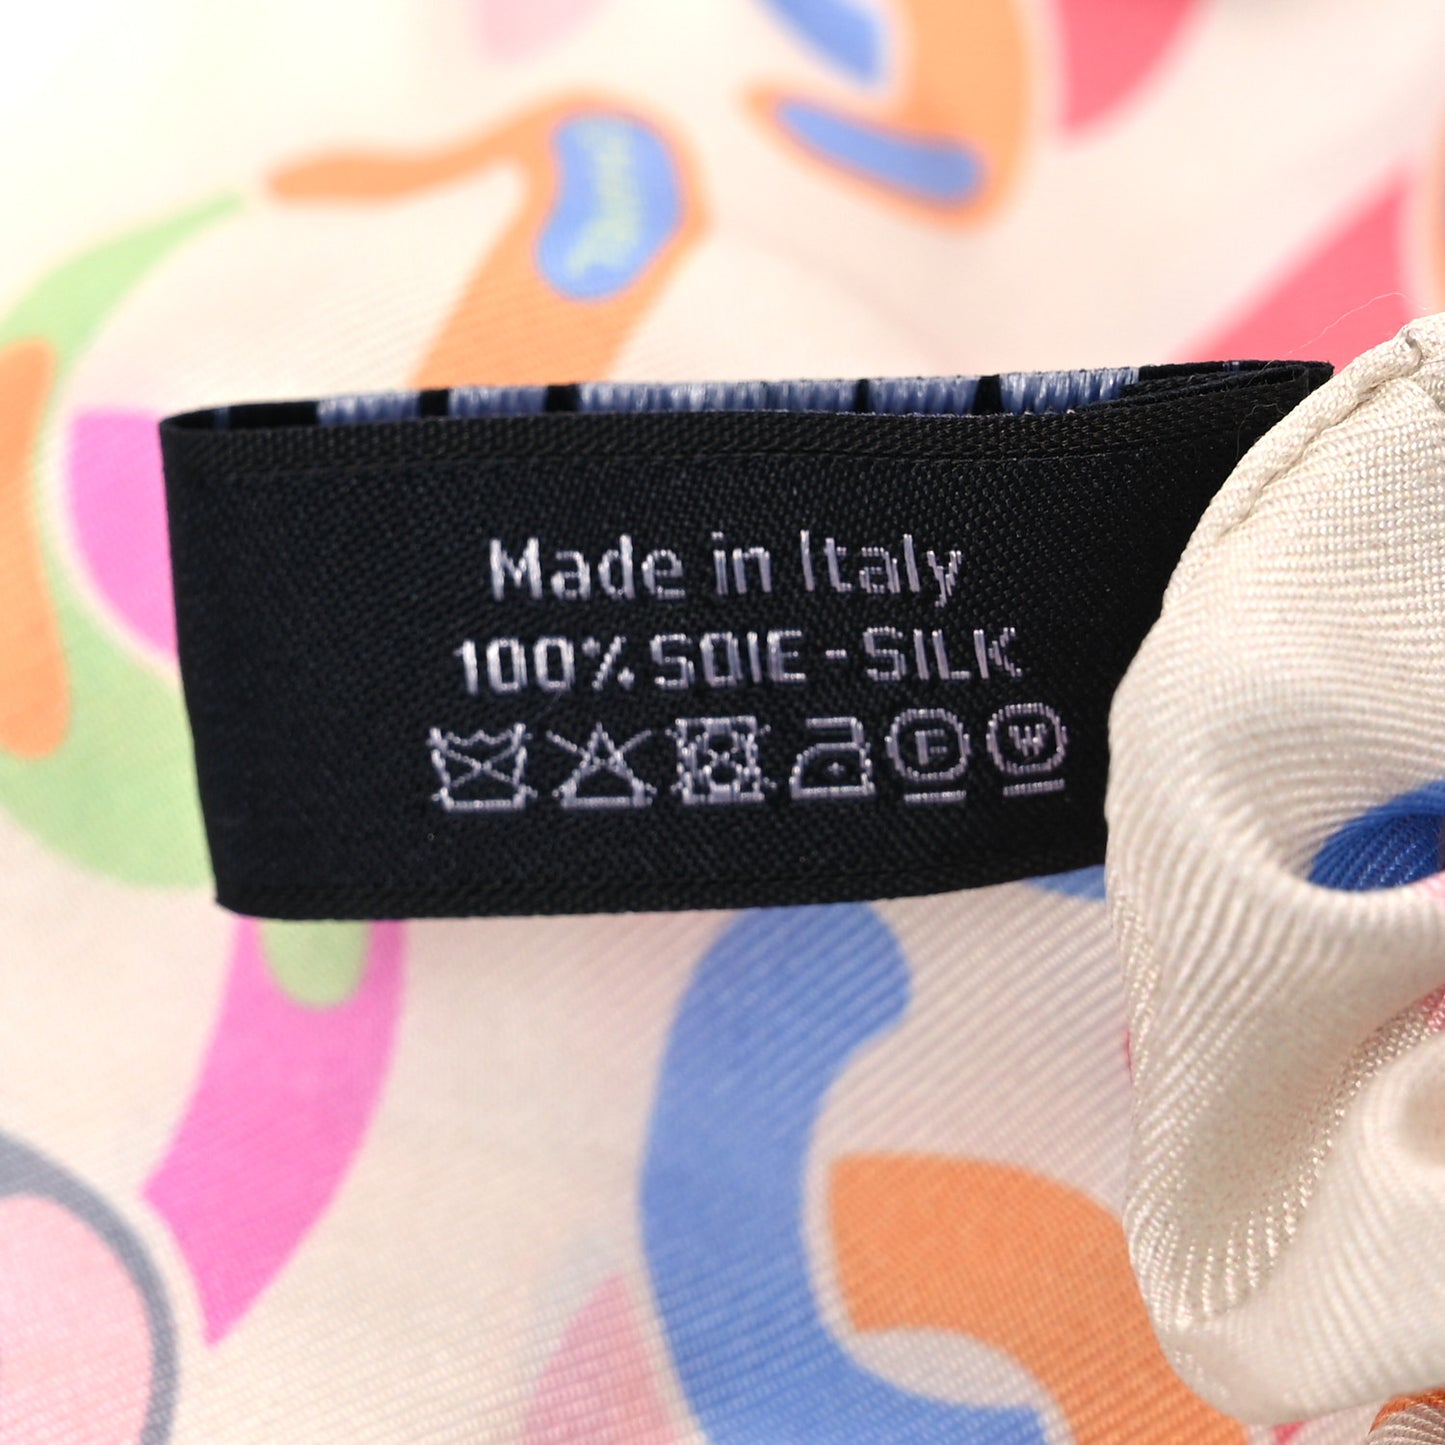 Made in Italy
100% SOIE - SILK
F W